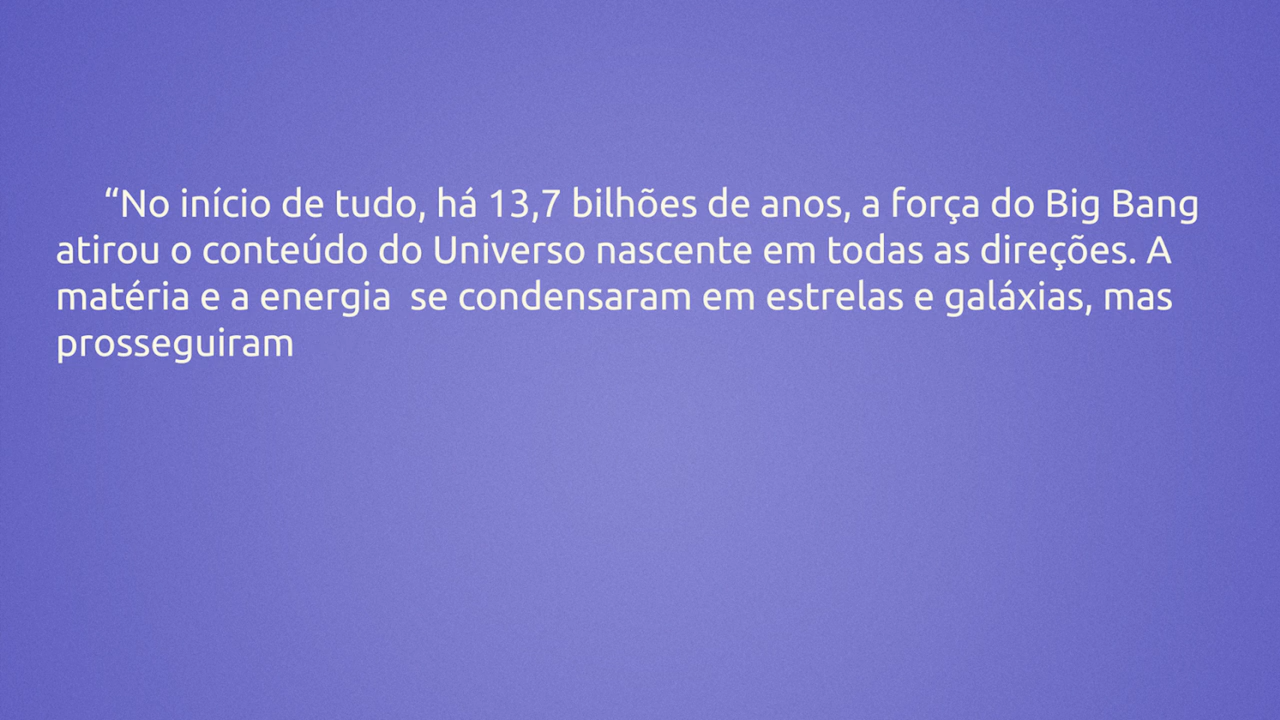 “No início de tudo, há 13,7 bilhões de anos, a força do Big Bang
atirou o conteúdo do Universo nascente em todas as direções. A
matéria e a energia  se condensaram em estrelas e galáxias, mas
prosseguiram